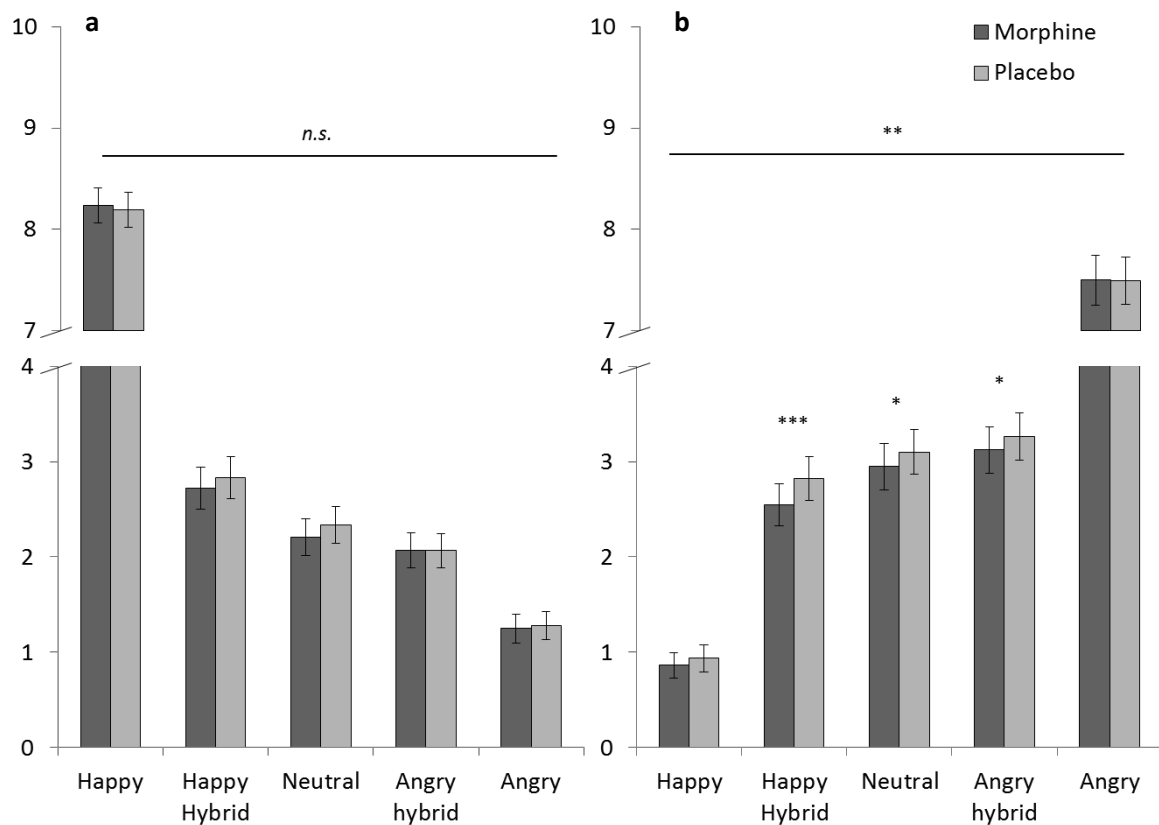 a
10
9
8
7
4
3
2
1
0
n.s.
Happy
Happy
Hybrid
Neutral
Angry
hybrid
Angry
b
10
9
8
7
4
3
2
1
0
Morphine
Placebo
**
***
*
*
Happy
Happy
Hybrid
Neutral
Angry
hybrid
Angry